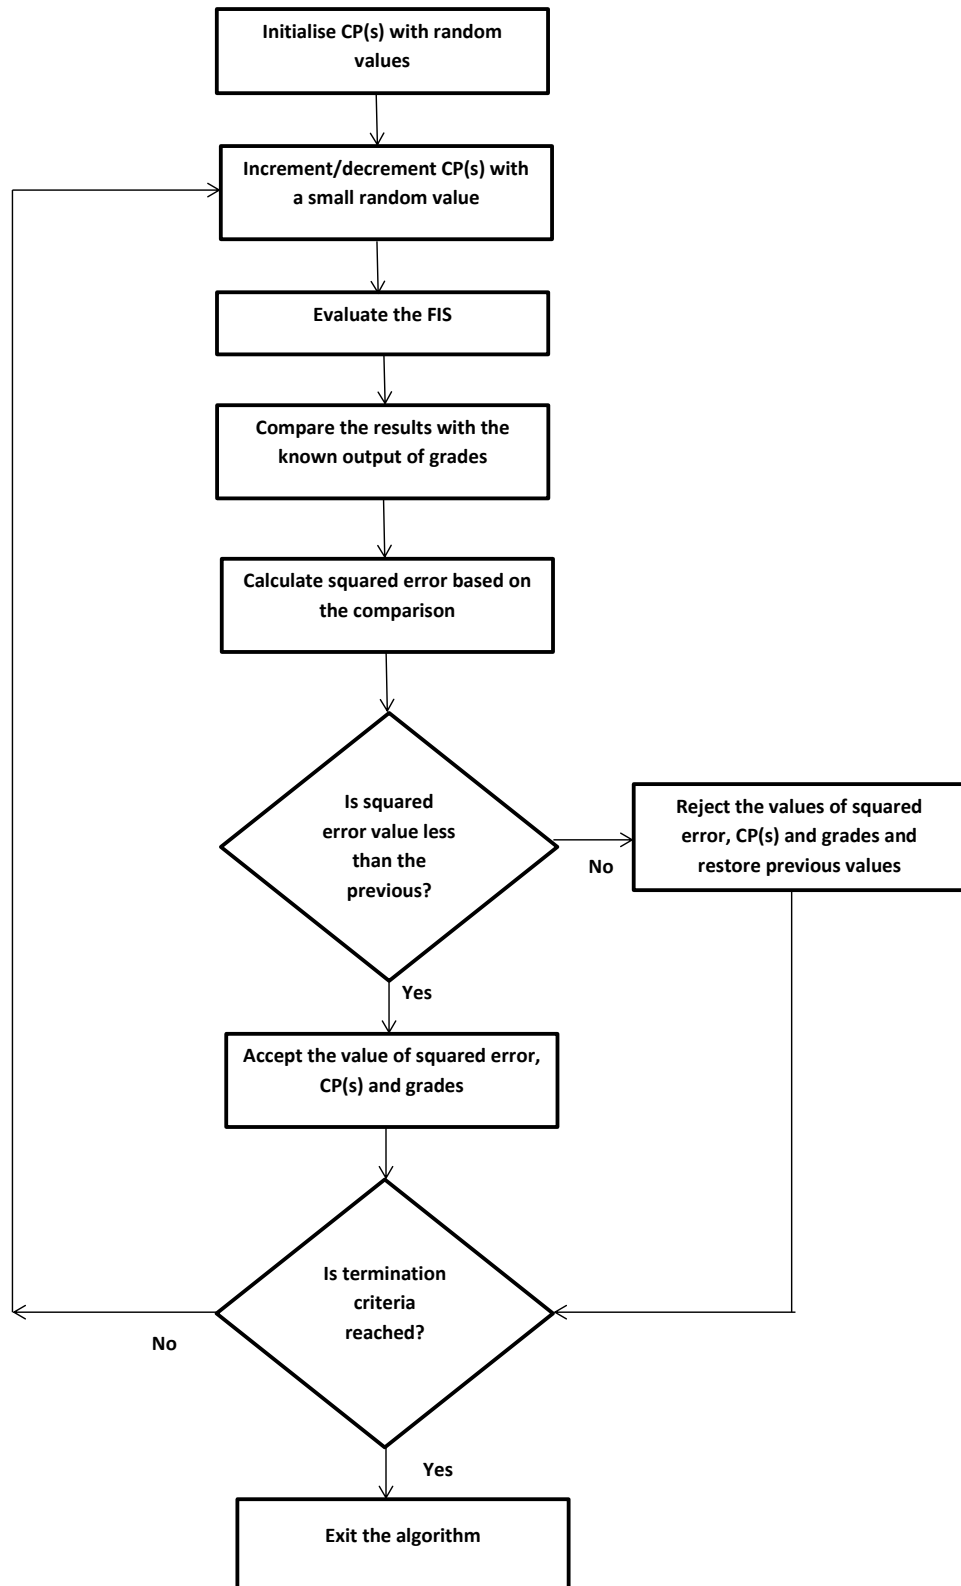 Initialise CP(s) with random
values
Increment/decrement CP(s) with
a small random value
Evaluate the FIS
Compare the results with the
known output of grades
Calculate squared error based on
the comparison
Is squared
error value less
than the
previous?
No
Reject the values of squared
error, CP(s) and grades and
restore previous values
Yes
Accept the value of squared error,
CP(s) and grades
Is termination
criteria
reached?
No
Yes
Exit the algorithm